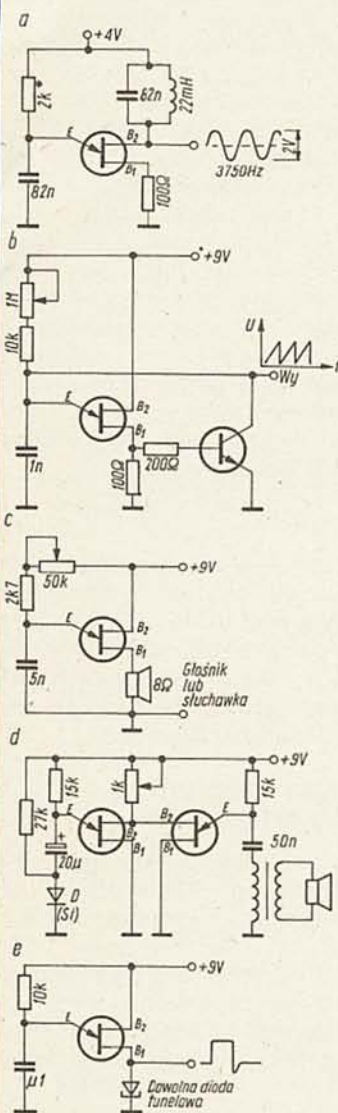 a
+4V
2k*
82n
22mH
E
B2
B1
82n
100Ω
2V
3750Hz
b
+9V
1M
10k
U
t
Wy
E
B2
B1
1n
100Ω
200Ω
c
50k
+9V
2k7
E
B2
B1
5n
8Ω
Głośnik
lub
słuchawka
d
+9V
27k
15k
1k
15k
E
B2
B1
B2
B1
E
+
20μ
50n
D
(Si)
e
+9V
10k
E
B2
B1
μ1
Dowolna dioda
tunelowa